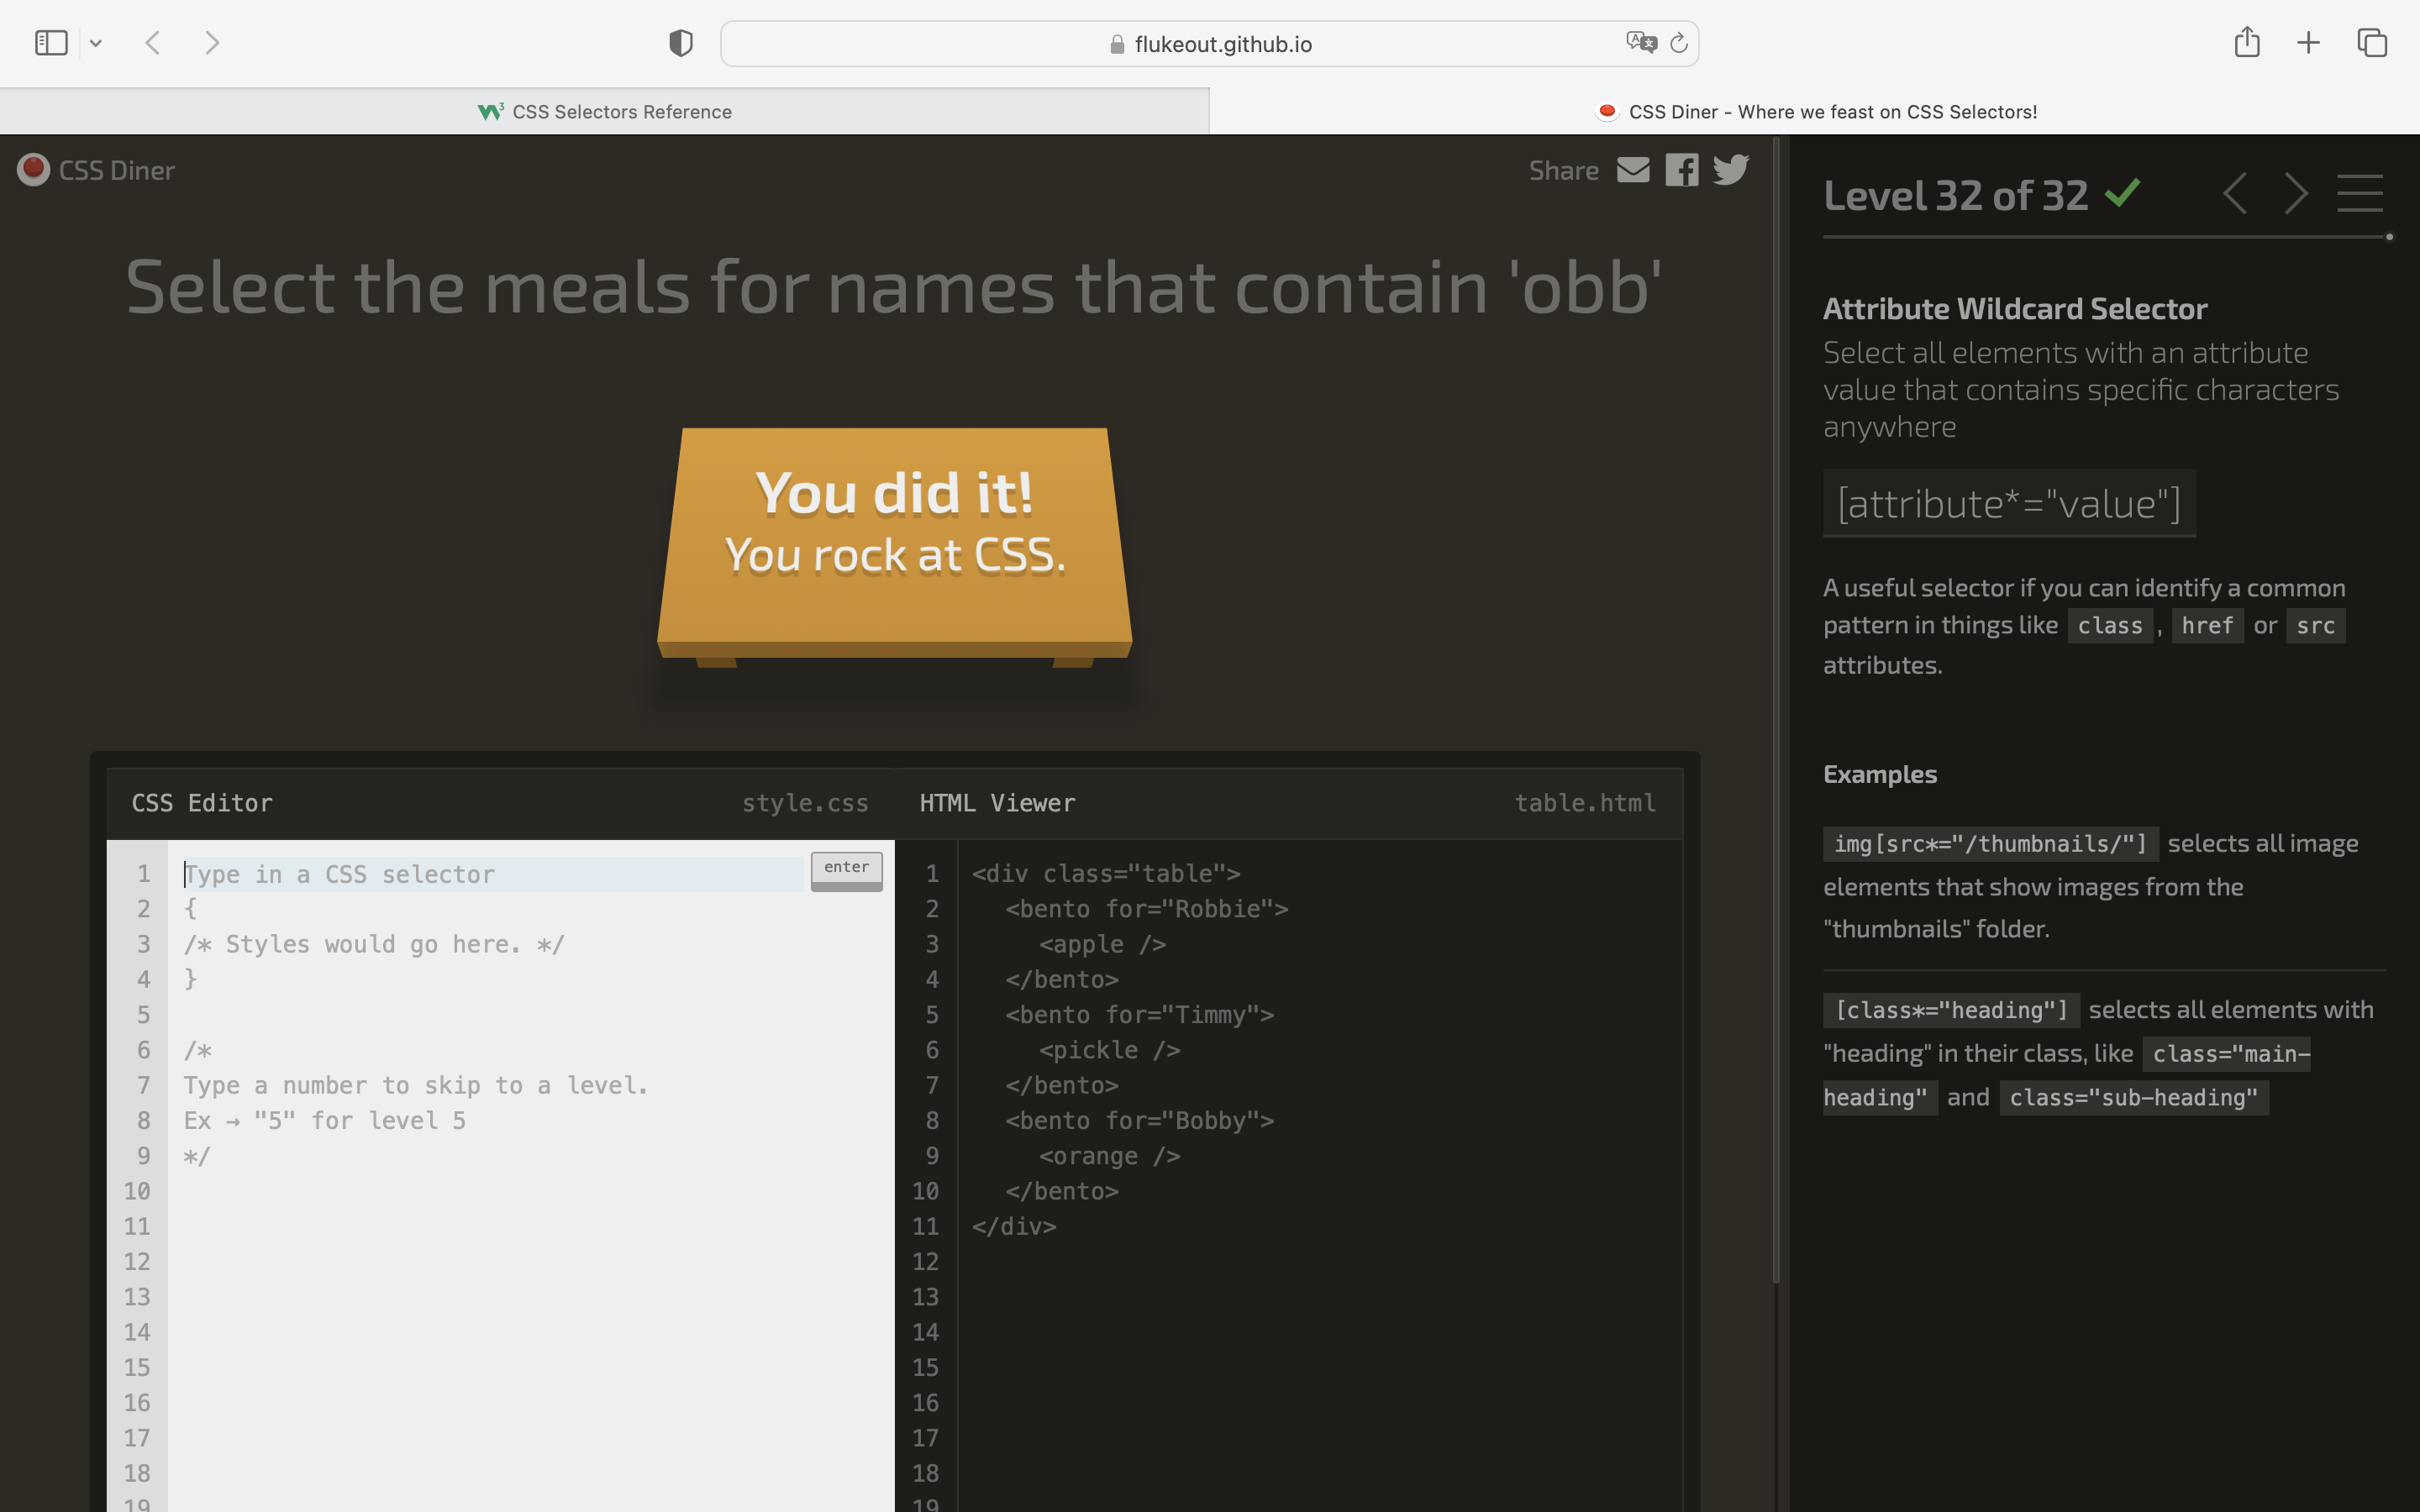 flukeout.github.io
CSS Selectors Reference
CSS Diner - Where we feast on CSS Selectors!
CSS Diner
Share
Select the meals for names that contain 'obb'
You did it!
You rock at CSS.
CSS Editor
style.css
1 Type in a CSS selector
enter
2 {
3 /* Styles would go here. */
4 }
5
6 /*
7 Type a number to skip to a level.
8 Ex → "5" for level 5
9 */
10
11
12
13
14
15
16
17
18
19
HTML Viewer
table.html
1 <div class="table">
2 <bento for="Robbie">
3 <apple />
4 </bento>
5 <bento for="Timmy">
6 <pickle />
7 </bento>
8 <bento for="Bobby">
9 <orange />
10 </bento>
11 </div>
12
13
14
15
16
17
18
19
Level 32 of 32
Attribute Wildcard Selector
Select all elements with an attribute
value that contains specific characters
anywhere
[attribute*="value"]
A useful selector if you can identify a common
pattern in things like class , href or src
attributes.
Examples
img[src*="/thumbnails/"] selects all image
elements that show images from the
"thumbnails" folder.
[class*="heading"] selects all elements with
"heading" in their class, like class="main-
heading" and class="sub-heading"